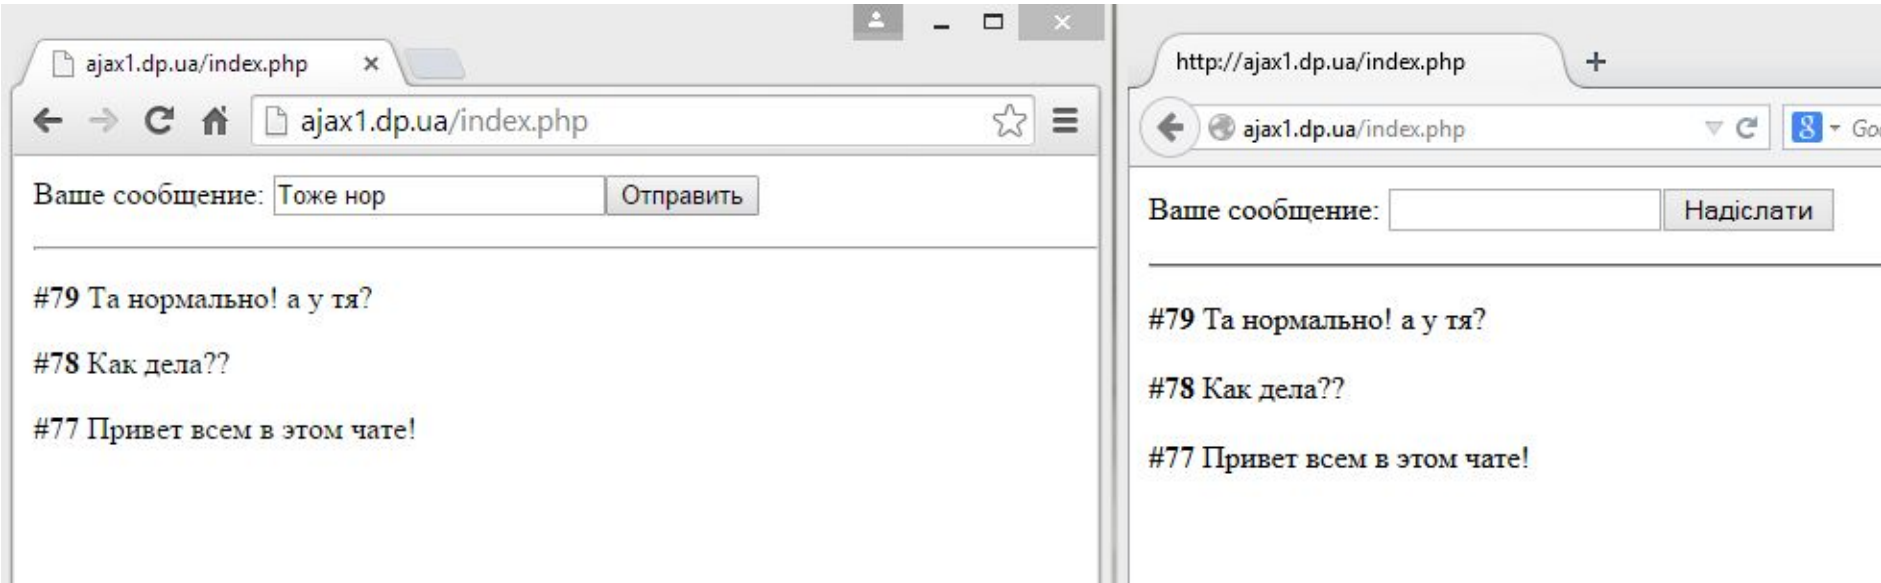 ajax1.dp.ua/index.php
ajax1.dp.ua/index.php
Ваше сообщение: Тоже нор Отправить
#79 Та нормально! а у тя?
#78 Как дела??
#77 Привет всем в этом чате!
http://ajax1.dp.ua/index.php
ajax1.dp.ua/index.php
Ваше сообщение: Надіслати
#79 Та нормально! а у тя?
#78 Как дела??
#77 Привет всем в этом чате!